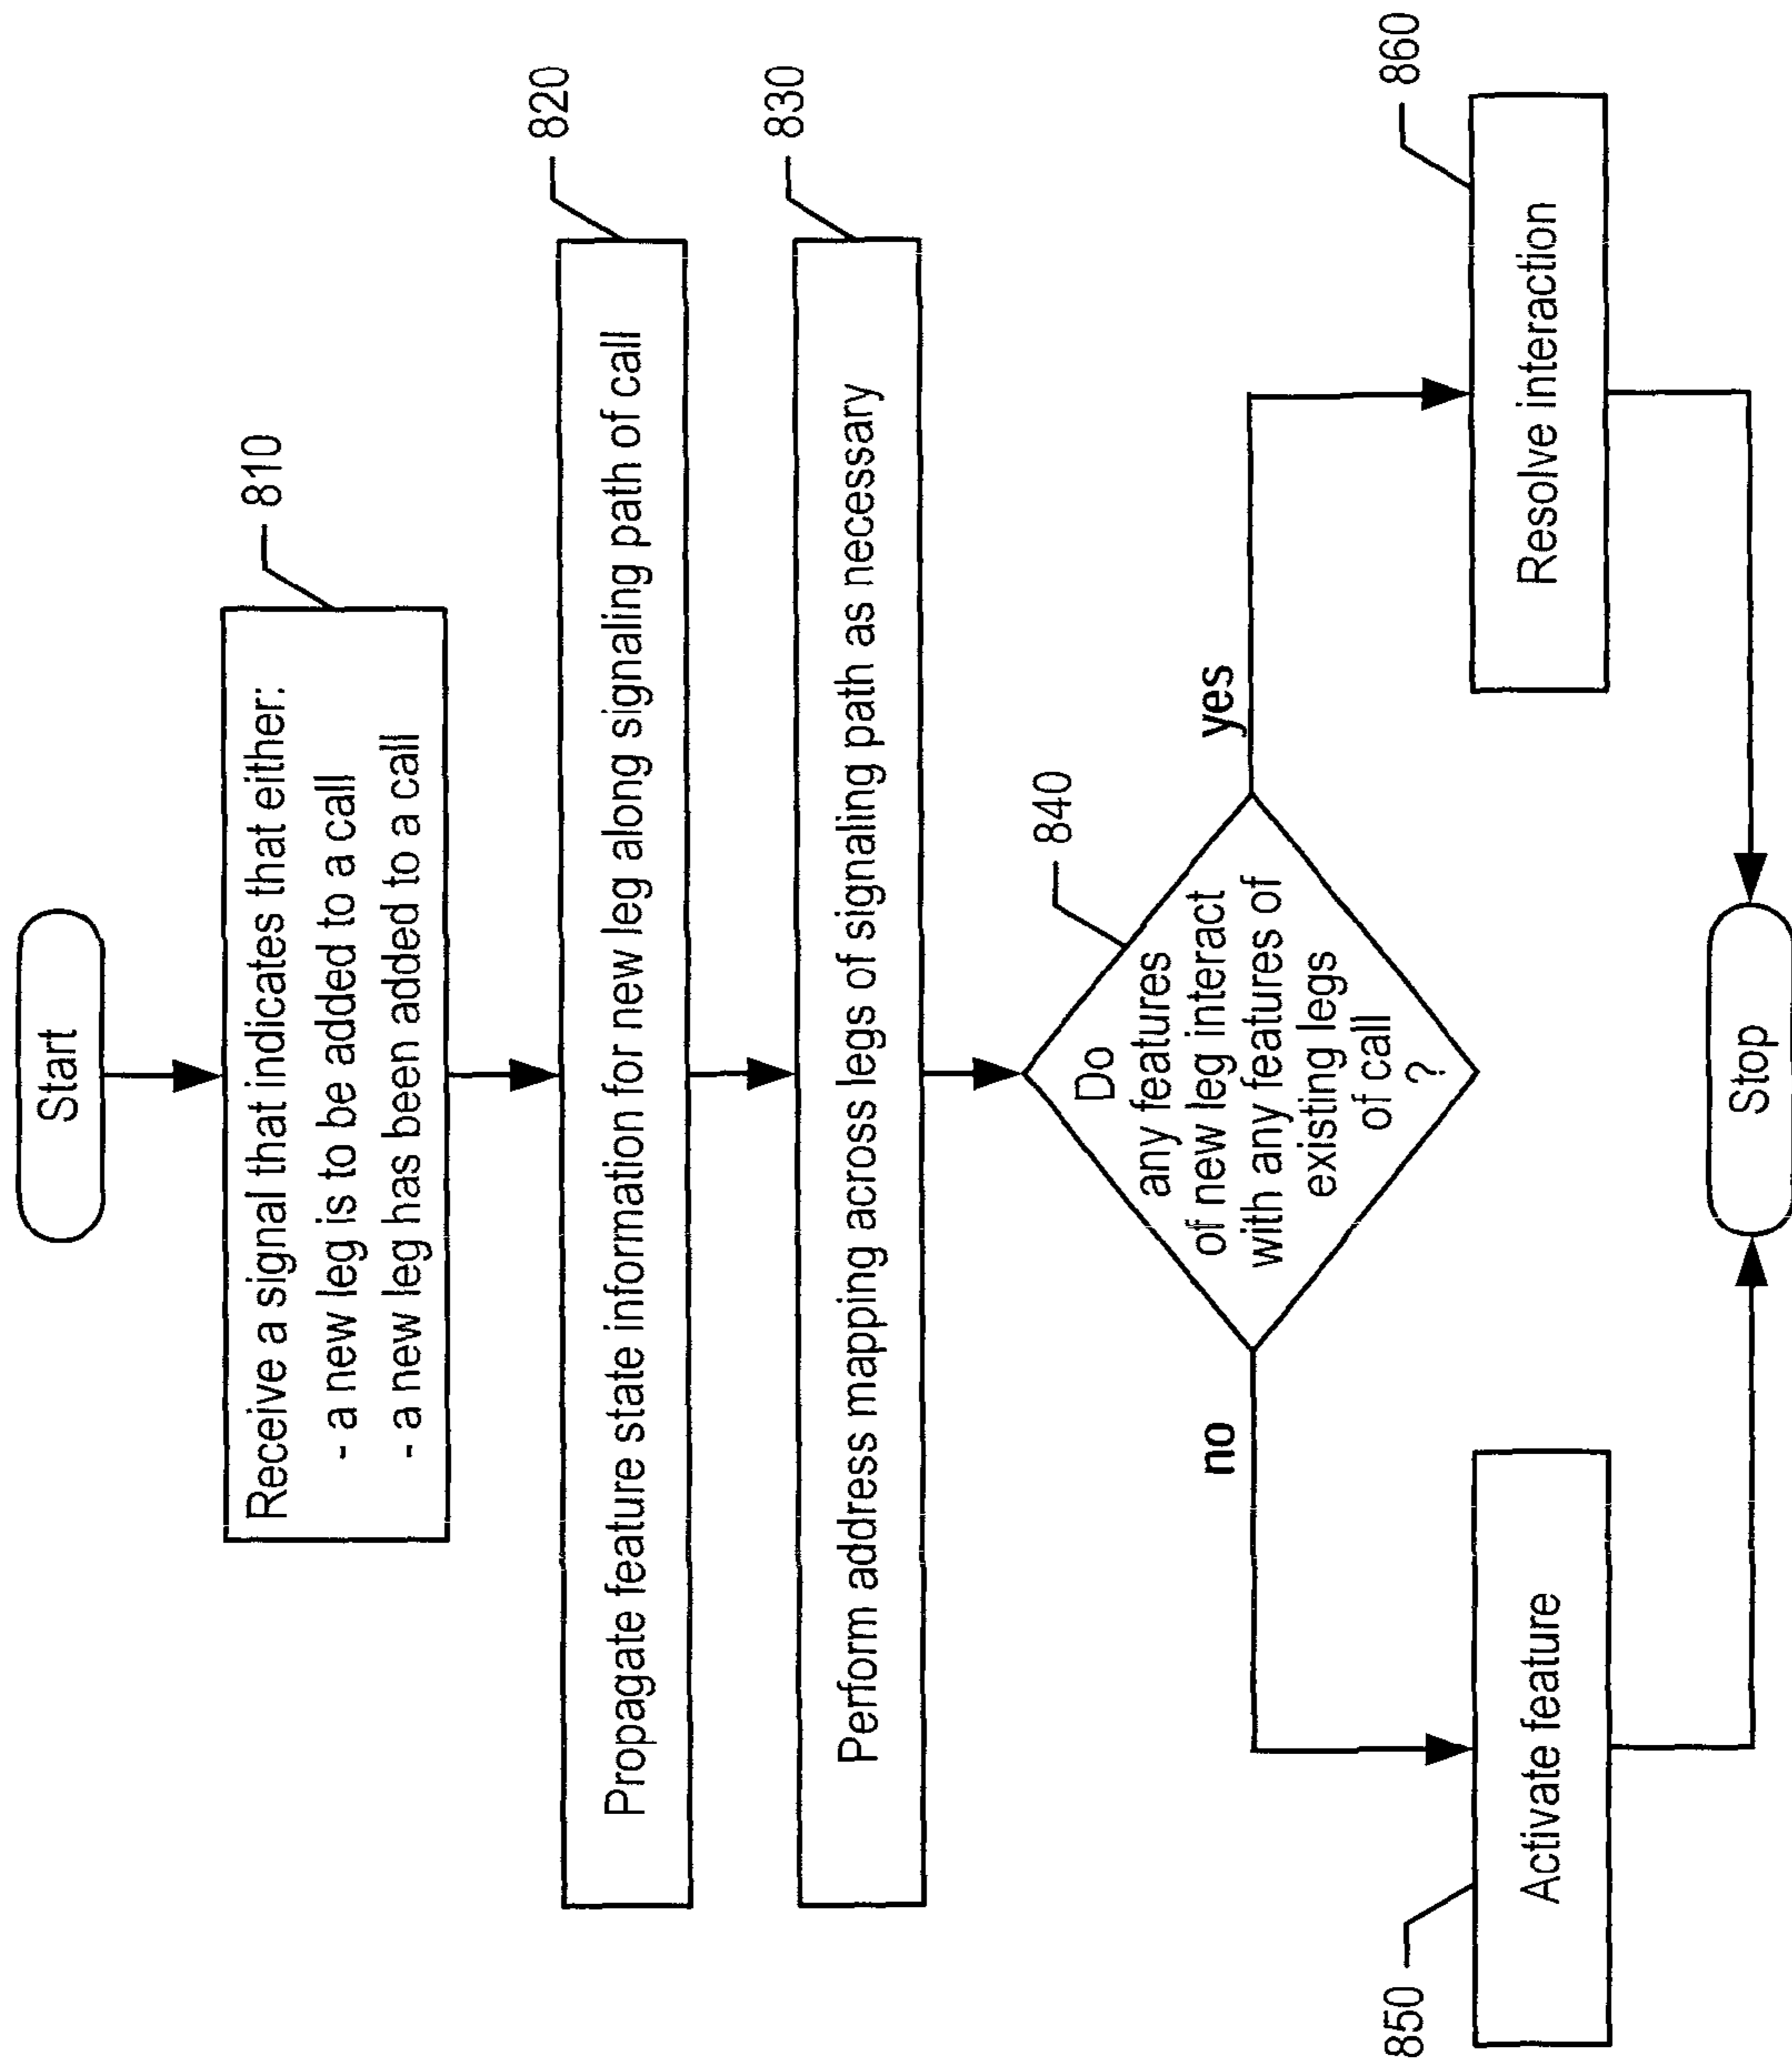 Start
810
Receive a signal that indicates that either:
- a new leg is to be added to a call
- a new leg has been added to a call
820
Propagate feature state information for new leg along signaling path of call
830
Perform address mapping across legs of signaling path as necessary
840
Do
any features
of new leg interact
with any features of
existing legs
of call
?
no
yes
850
Activate feature
860
Resolve interaction
Stop